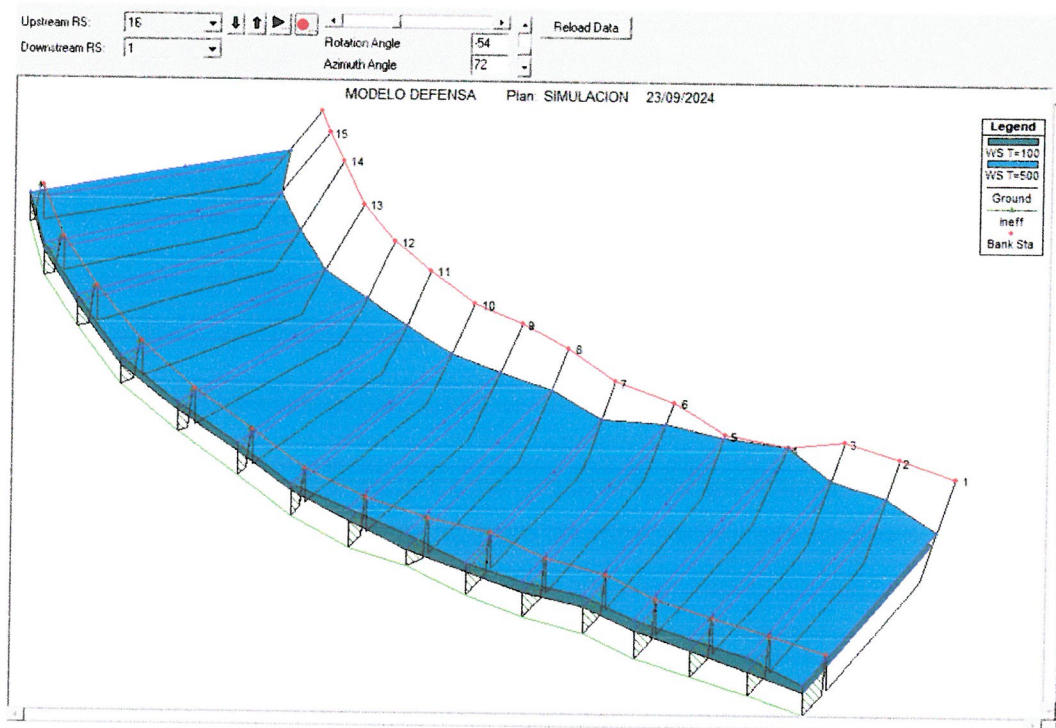 Upstream RS: 16
Reload Data
Downstream RS: 1
Rotation Angle -54
Azimuth Angle 72
MODELO DEFENSA Plan: SIMULACION 23/09/2024
Legend
WS T=100
WS T=500
Ground
Ineff
Bank Sta
15
14
13
12
11
10
9
8
7
6
5
3
2
1